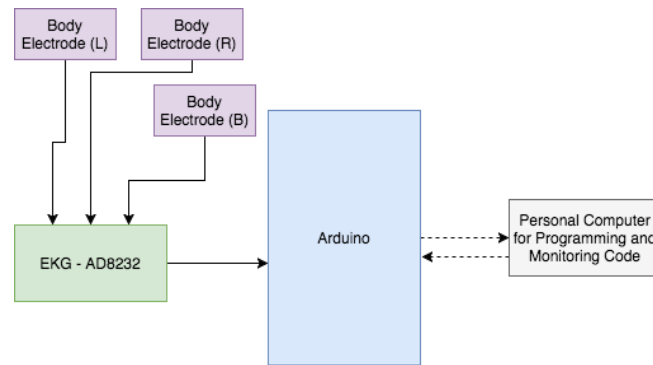 Body
Electrode (L)
Body
Electrode (R)
Body
Electrode (B)
EKG - AD8232
Arduino
Personal Computer
for Programming and
Monitoring Code